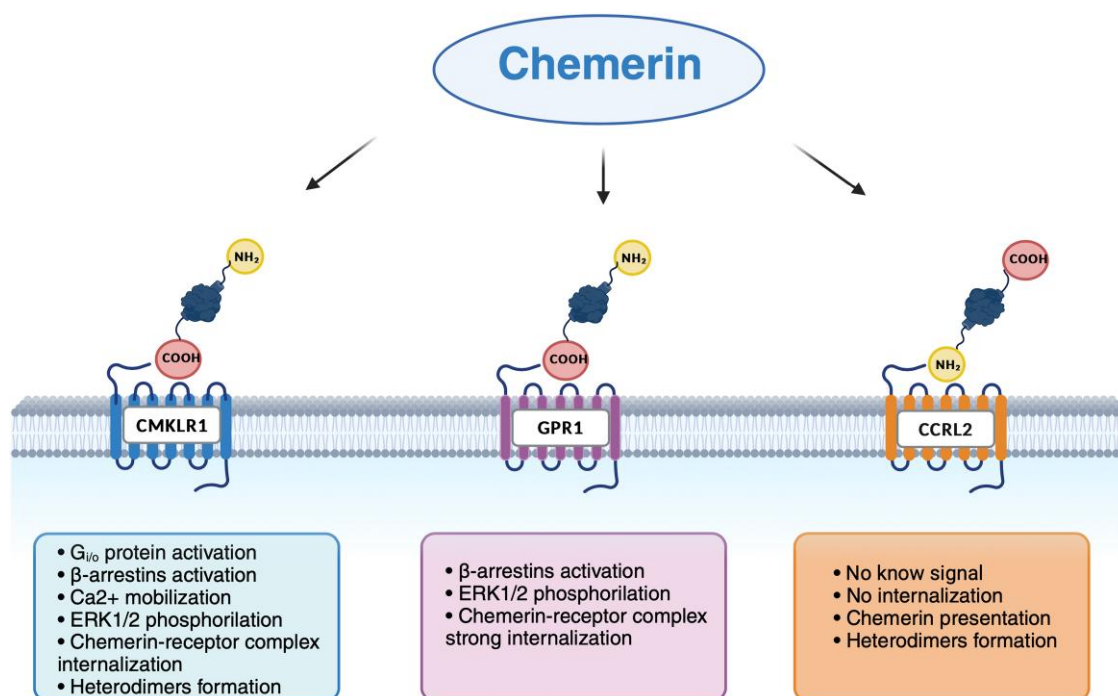 Chemerin
NH₂
NH₂
COOH
COOH
COOH
NH₂
CMKLR1
GPR1
CCRL2
• Gᵢ/ₒ protein activation
• β-arrestins activation
• Ca2+ mobilization
• ERK1/2 phosphorilation
• Chemerin-receptor complex
internalization
• Heterodimers formation
• β-arrestins activation
• ERK1/2 phosphorilation
• Chemerin-receptor complex
strong internalization
• No know signal
• No internalization
• Chemerin presentation
• Heterodimers formation